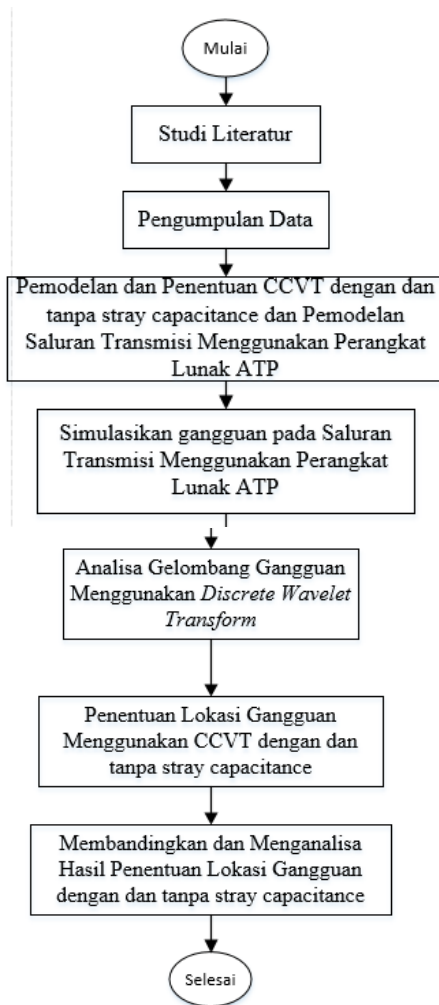 Mulai
Studi Literatur
Pengumpulan Data
Pemodelan dan Penentuan CCVT dengan dan
tanpa stray capacitance dan Pemodelan
Saluran Transmisi Menggunakan Perangkat
Lunak ATP
Simulasikan gangguan pada Saluran
Transmisi Menggunakan Perangkat
Lunak ATP
Analisa Gelombang Gangguan
Menggunakan Discrete Wavelet
Transform
Penentuan Lokasi Gangguan
Menggunakan CCVT dengan dan
tanpa stray capacitance
Membandingkan dan Menganalisa
Hasil Penentuan Lokasi Gangguan
dengan dan tanpa stray capacitance
Selesai